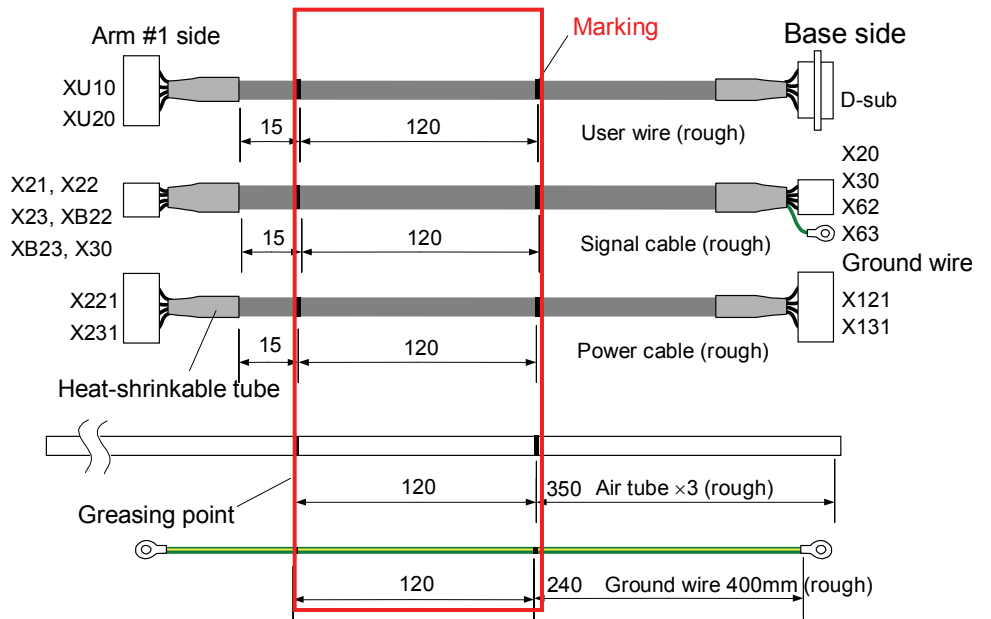 Arm #1 side
Marking
Base side
XU10
XU20
D-sub
15
120
User wire (rough)
X21, X22
X23, XB22
XB23, X30
X20
X30
X62
X63
15
120
Signal cable (rough)
Ground wire
X221
X231
X121
X131
15
120
Power cable (rough)
Heat-shrinkable tube
120
350
Air tube ×3 (rough)
Greasing point
120
240
Ground wire 400mm (rough)